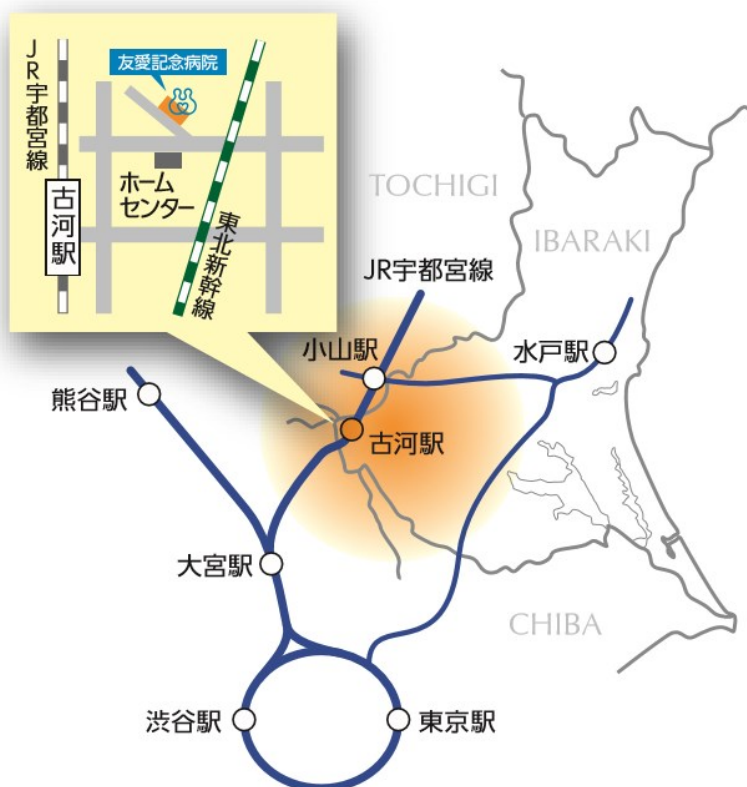 友愛記念病院
JR宇都宮線
古河駅
ホーム
センター
東北新幹線
TOCHIGI
IBARAKI
JR宇都宮線
小山駅
水戸駅
熊谷駅
古河駅
大宮駅
CHIBA
渋谷駅
東京駅